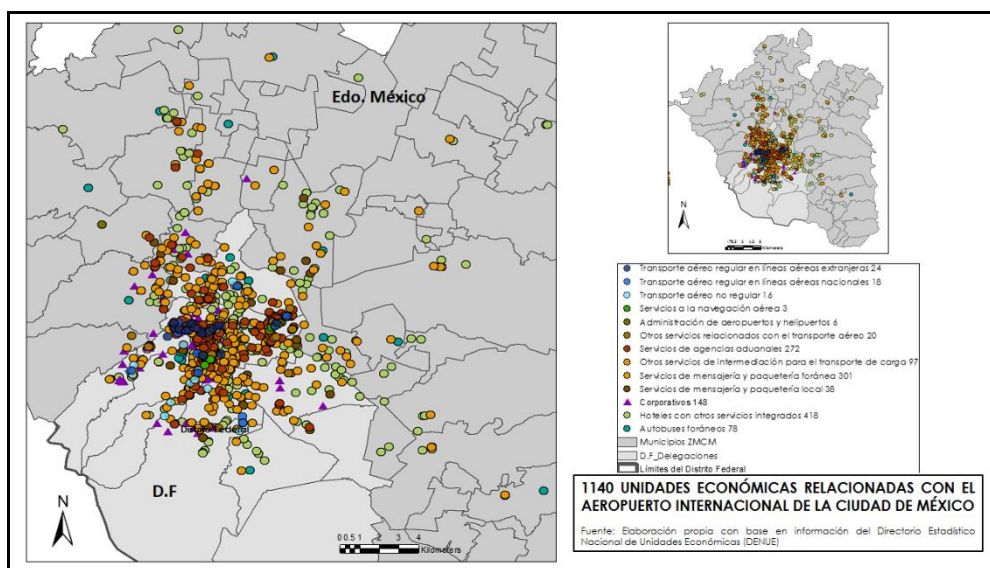 Edo. México
Distrito Federal
D.F
N
0 0.5 1 2 3 4
Kilometers
N
Kilometers
Transporte aéreo regular en líneas aéreas extranjeras 24
Transporte aéreo regular en líneas aéreas nacionales 18
Transporte aéreo no regular 16
Servicios a la navegación aérea 3
Administración de aeropuertos y helipuertos 6
Otros servicios relacionados con el transporte aéreo 20
Servicios de agencias aduanales 272
Otros servicios de intermediación para el transporte de carga 97
Servicios de mensajería y paquetería foránea 301
Servicios de mensajería y paquetería local 38
Corporativos 148
Hoteles con otros servicios integrados 418
Autobuses foráneos 78
Municipios ZMCM
D.F_Delegaciones
Límites del Distrito Federal
1140 UNIDADES ECONÓMICAS RELACIONADAS CON EL
AEROPUERTO INTERNACIONAL DE LA CIUDAD DE MÉXICO
Fuente: Elaboración propia con base en información del Directorio Estadístico
Nacional de Unidades Económicas (DENUE)